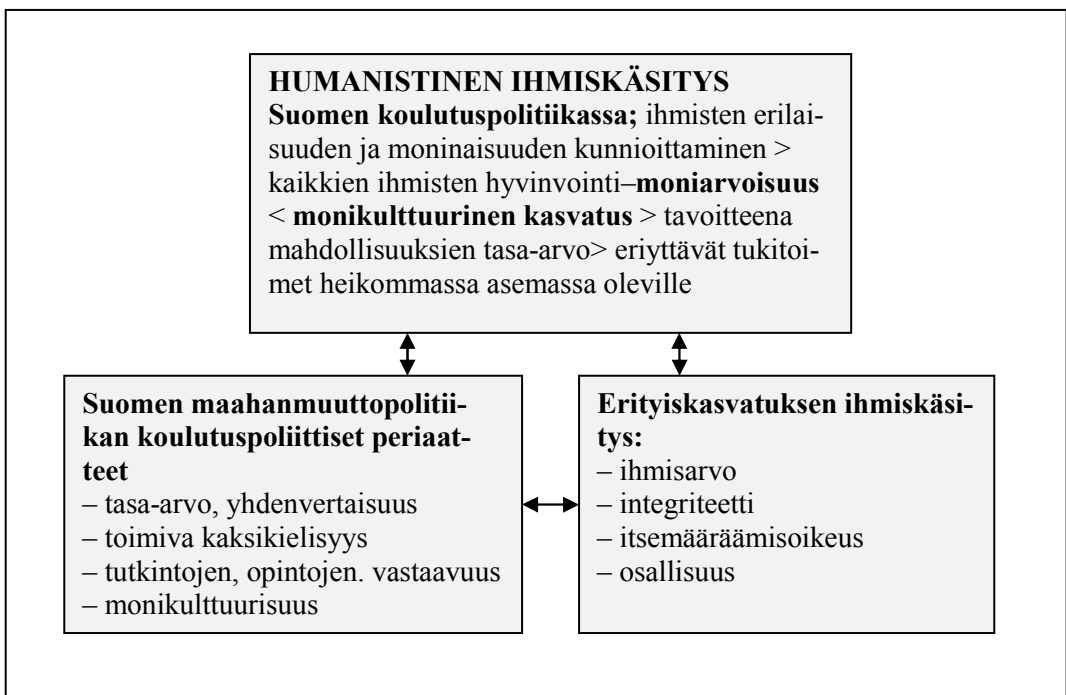 HUMANISTINEN IHMISKÄSITYS
Suomen koulutuspolitiikassa; ihmisten erilai-
suuden ja moninaisuuden kunnioittaminen >
kaikkien ihmisten hyvinvointi–moniarvoisuus
< monikulttuurinen kasvatus > tavoitteena
mahdollisuuksien tasa-arvo> eriyttävät tukitoi-
met heikommassa asemassa oleville
Suomen maahanmuuttopolitii-
kan koulutuspoliittiset periaat-
teet
– tasa-arvo, yhdenvertaisuus
– toimiva kaksikielisyys
– tutkintojen, opintojen. vastaavuus
– monikulttuurisuus
Erityiskasvatuksen ihmiskäsi-
tys:
– ihmisarvo
– integriteetti
– itsemääräämisoikeus
– osallisuus